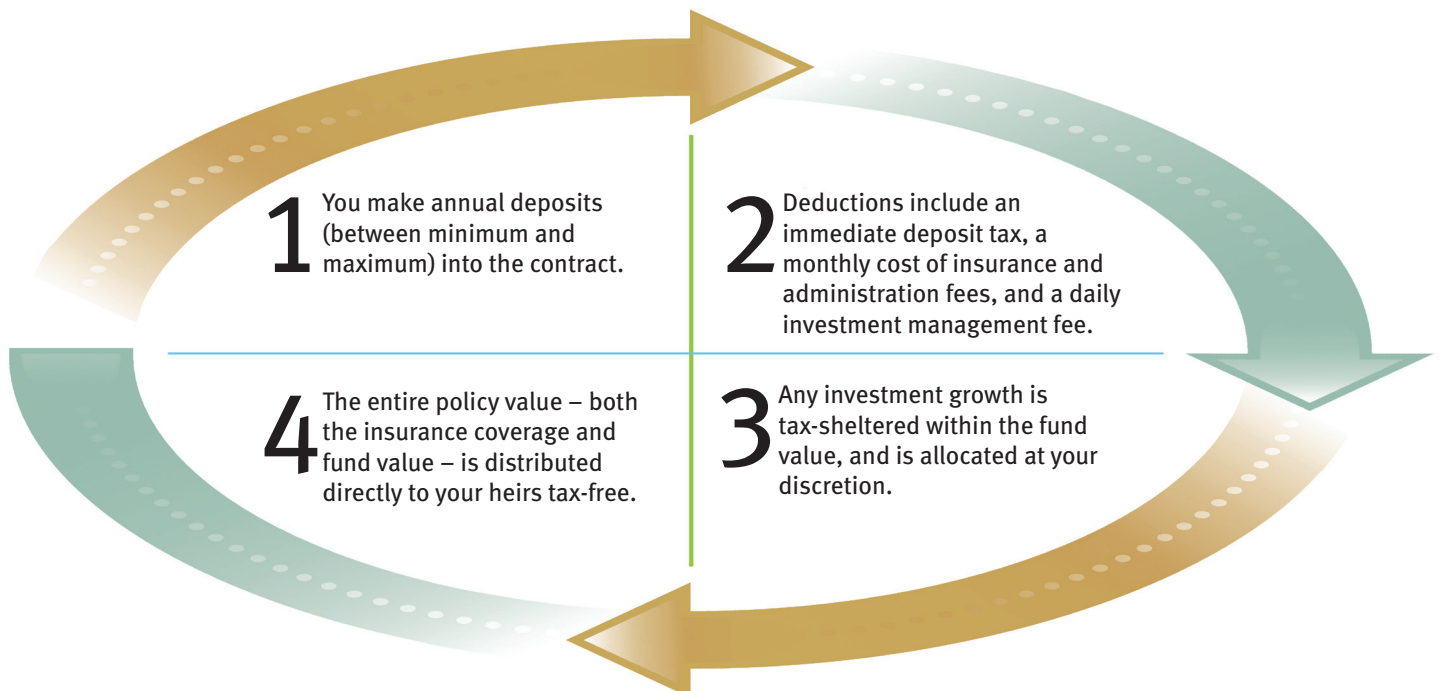 1
You make annual deposits
(between minimum and
maximum) into the contract.
2
Deductions include an
immediate deposit tax, a
monthly cost of insurance and
administration fees, and a daily
investment management fee.
3
Any investment growth is
tax-sheltered within the fund
value, and is allocated at your
discretion.
4
The entire policy value – both
the insurance coverage and
fund value – is distributed
directly to your heirs tax-free.